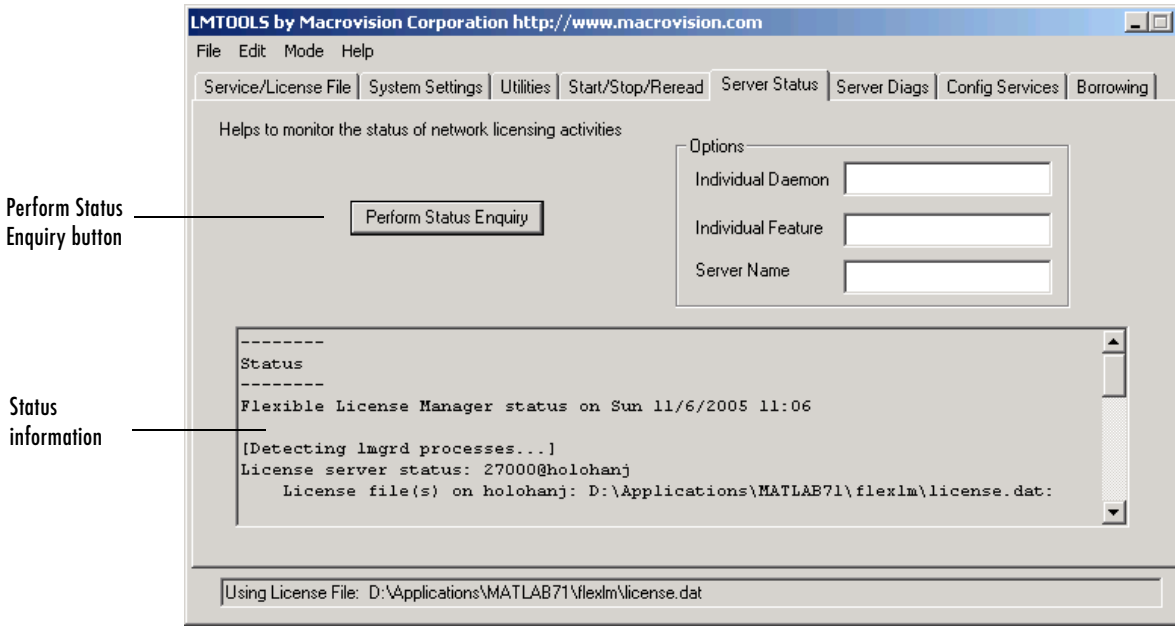 LMTOOLS by Macrovision Corporation http://www.macrovision.com
File Edit Mode Help
Service/License File System Settings Utilities Start/Stop/Reread Server Status Server Diags Config Services Borrowing
Helps to monitor the status of network licensing activities
Options
Individual Daemon
Perform Status
Enquiry button
Perform Status Enquiry
Individual Feature
Server Name
--------
Status
--------
Flexible License Manager status on Sun 11/6/2005 11:06
Status
information
[Detecting lmgrd processes...]
License server status: 27000@holohanj
License file(s) on holohanj: D:\Applications\MATLAB71\flexlm\license.dat:
Using License File: D:\Applications\MATLAB71\flexlm\license.dat